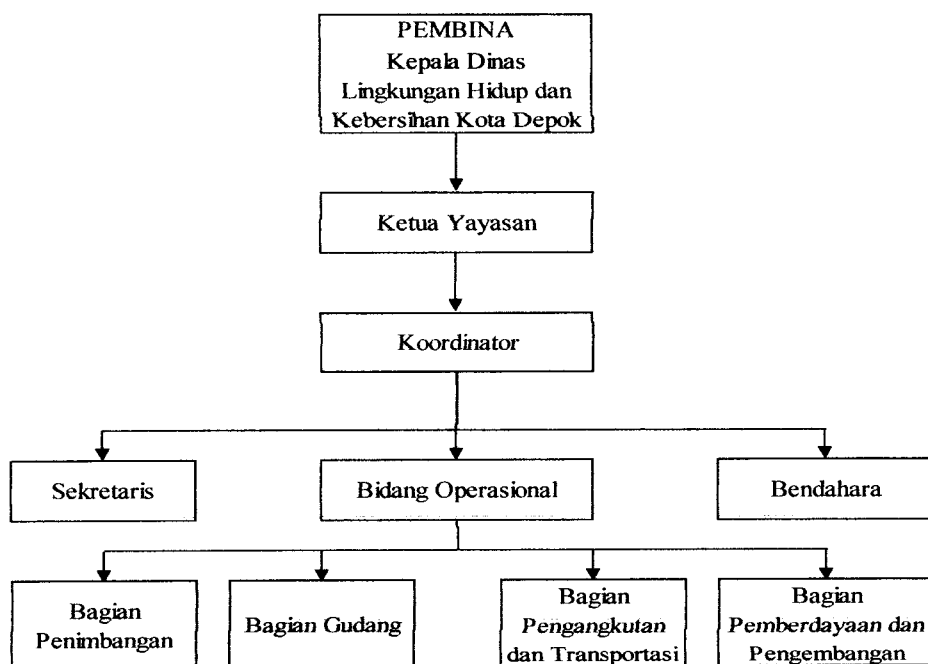 PEMBINA
Kepala Dinas
Lingkungan Hidup dan
Kebersihan Kota Depok
Ketua Yayasan
Koordinator
Sekretaris
Bidang Operasional
Bendahara
Bagian
Penimbangan
Bagian Gudang
Bagian
Pengangkutan
dan Transportasi
Bagian
Pemberdayaan dan
Pengembangan